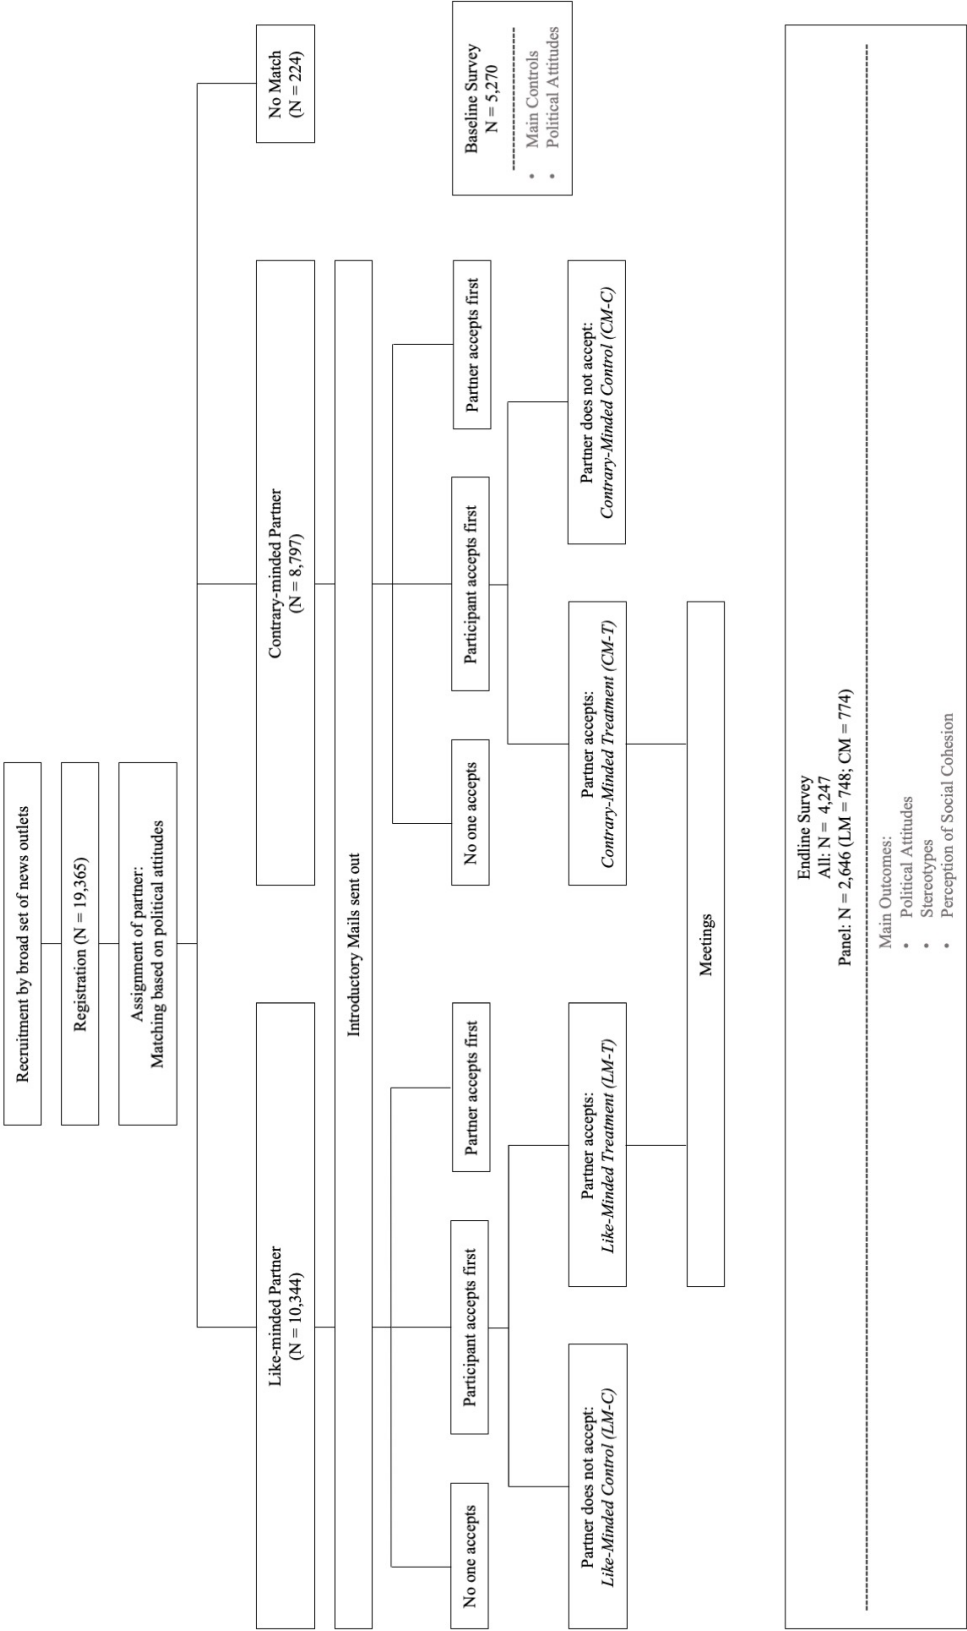 Recruitment by broad set of news outlets
Registration (N = 19,365)
Assignment of partner:
Matching based on political attitudes
Like-minded Partner
(N = 10,344)
Contrary-minded Partner
(N = 8,797)
No Match
(N = 224)
Introductory Mails sent out
No one accepts
Participant accepts first
Partner accepts first
No one accepts
Participant accepts first
Partner accepts first
Baseline Survey
N = 5,270
• Main Controls
• Political Attitudes
Partner does not accept:
Like-Minded Control (LM-C)
Partner accepts:
Like-Minded Treatment (LM-T)
Partner accepts:
Contrary-Minded Treatment (CM-T)
Partner does not accept:
Contrary-Minded Control (CM-C)
Meetings
Endline Survey
All: N = 4,247
Panel: N = 2,646 (LM = 748; CM = 774)
Main Outcomes:
• Political Attitudes
• Stereotypes
• Perception of Social Cohesion